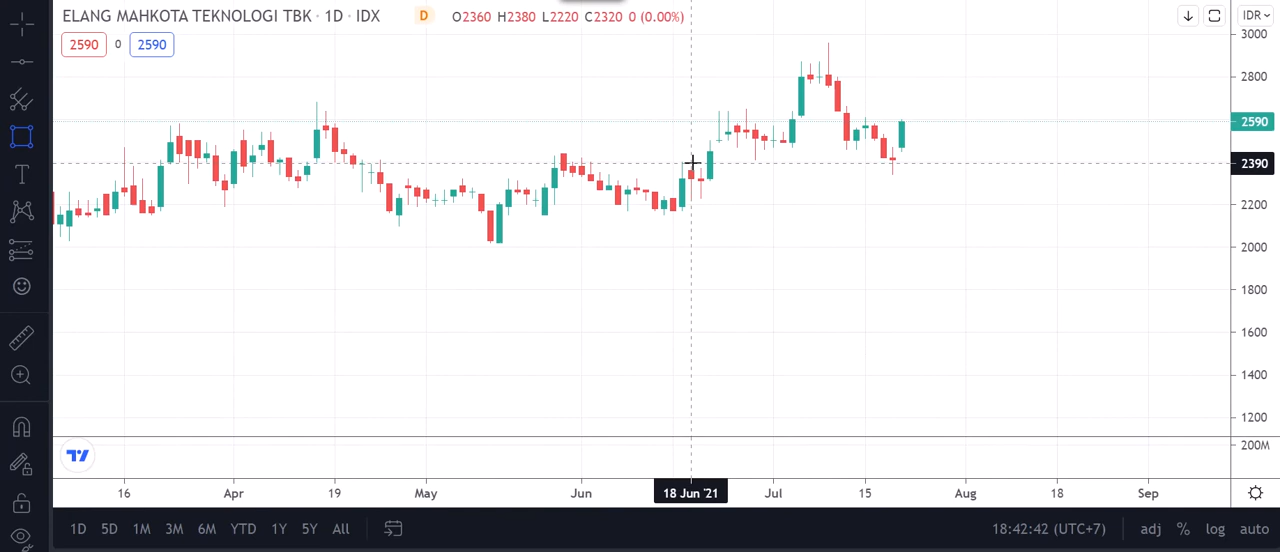 ELANG MAHKOTA TEKNOLOGI TBK · 1D · IDX D O2360 H2380 L2220 C2320 0 (0.00%) IDR
2590 0 2590
3000
2800
2590
2390
2200
2000
1800
1600
1400
1200
200M
16 Apr 19 May Jun 18 Jun '21 Jul 15 Aug 18 Sep
1D 5D 1M 3M 6M YTD 1Y 5Y All 18:42:42 (UTC+7) adj % log auto